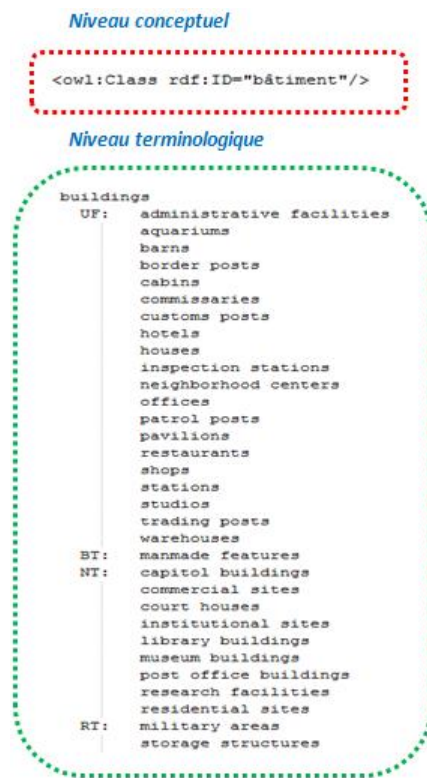 Niveau conceptuel
<owl:Class rdf:ID="bâtiment"/>
Niveau terminologique
buildings
UF: administrative facilities
aquariums
barns
border posts
cabins
commissaries
customs posts
hotels
houses
inspection stations
neighborhood centers
offices
patrol posts
pavilions
restaurants
shops
stations
studios
trading posts
warehouses
BT: manmade features
NT: capitol buildings
commercial sites
court houses
institutional sites
library buildings
museum buildings
post office buildings
research facilities
residential sites
RT: military areas
storage structures